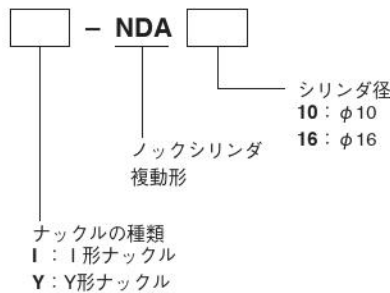 – NDA
シリンダ径
10：φ10
16：φ16
ノックシリンダ
複動形
ナックルの種類
I ：I 形ナックル
Y：Y形ナックル